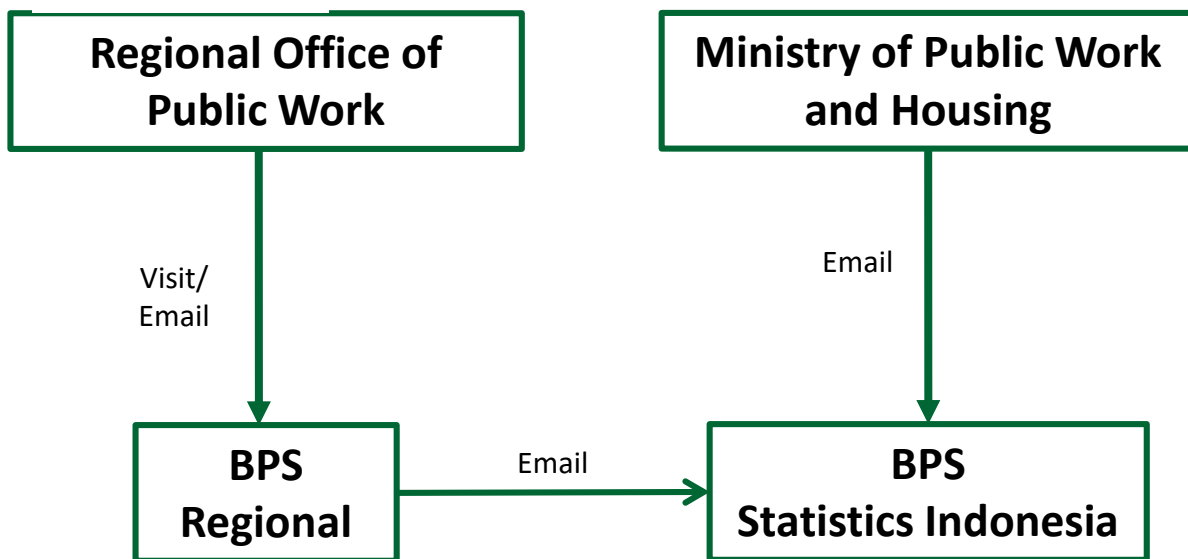 Regional Office of
Public Work
Ministry of Public Work
and Housing
Visit/
Email
Email
BPS
Regional
Email
BPS
Statistics Indonesia